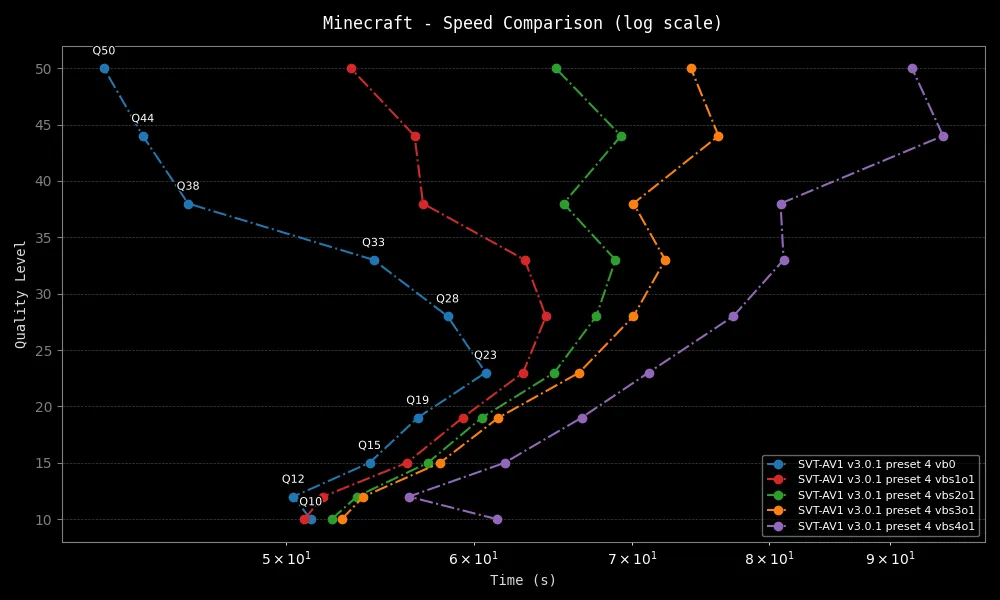 Minecraft - Speed Comparison (log scale)
Quality Level
50
45
40
35
30
25
20
15
10
Q50
Q44
Q38
Q33
Q28
Q23
Q19
Q15
Q12
Q10
SVT-AV1 v3.0.1 preset 4 vb0
SVT-AV1 v3.0.1 preset 4 vbs1o1
SVT-AV1 v3.0.1 preset 4 vbs2o1
SVT-AV1 v3.0.1 preset 4 vbs3o1
SVT-AV1 v3.0.1 preset 4 vbs4o1
5 × 10¹
6 × 10¹
7 × 10¹
8 × 10¹
9 × 10¹
Time (s)